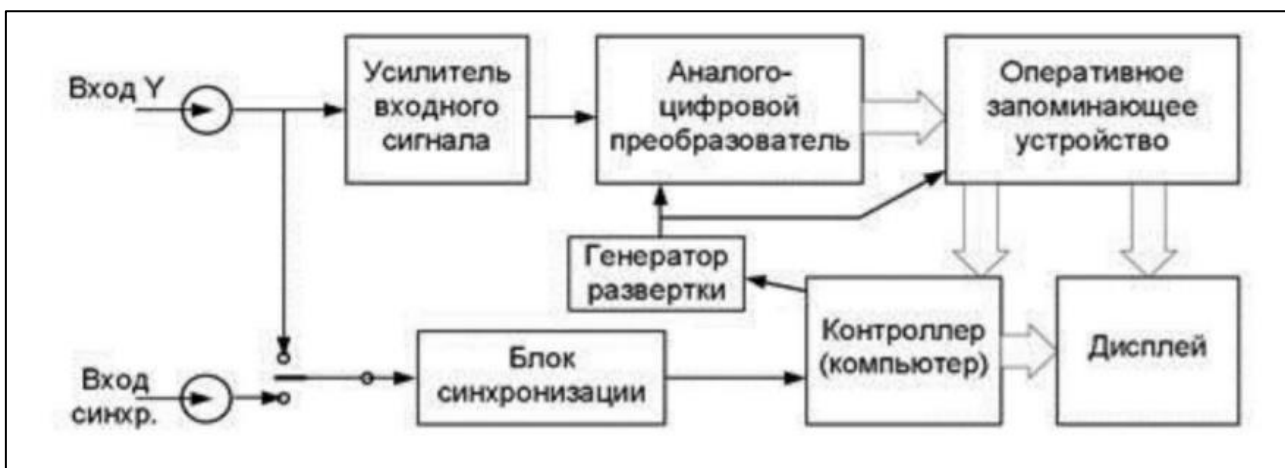 Вход Y
Усилитель
входного
сигнала
Аналого-
цифровой
преобразователь
Оперативное
запоминающее
устройство
Генератор
развертки
Контроллер
(компьютер)
Дисплей
Вход
синхр.
Блок
синхронизации